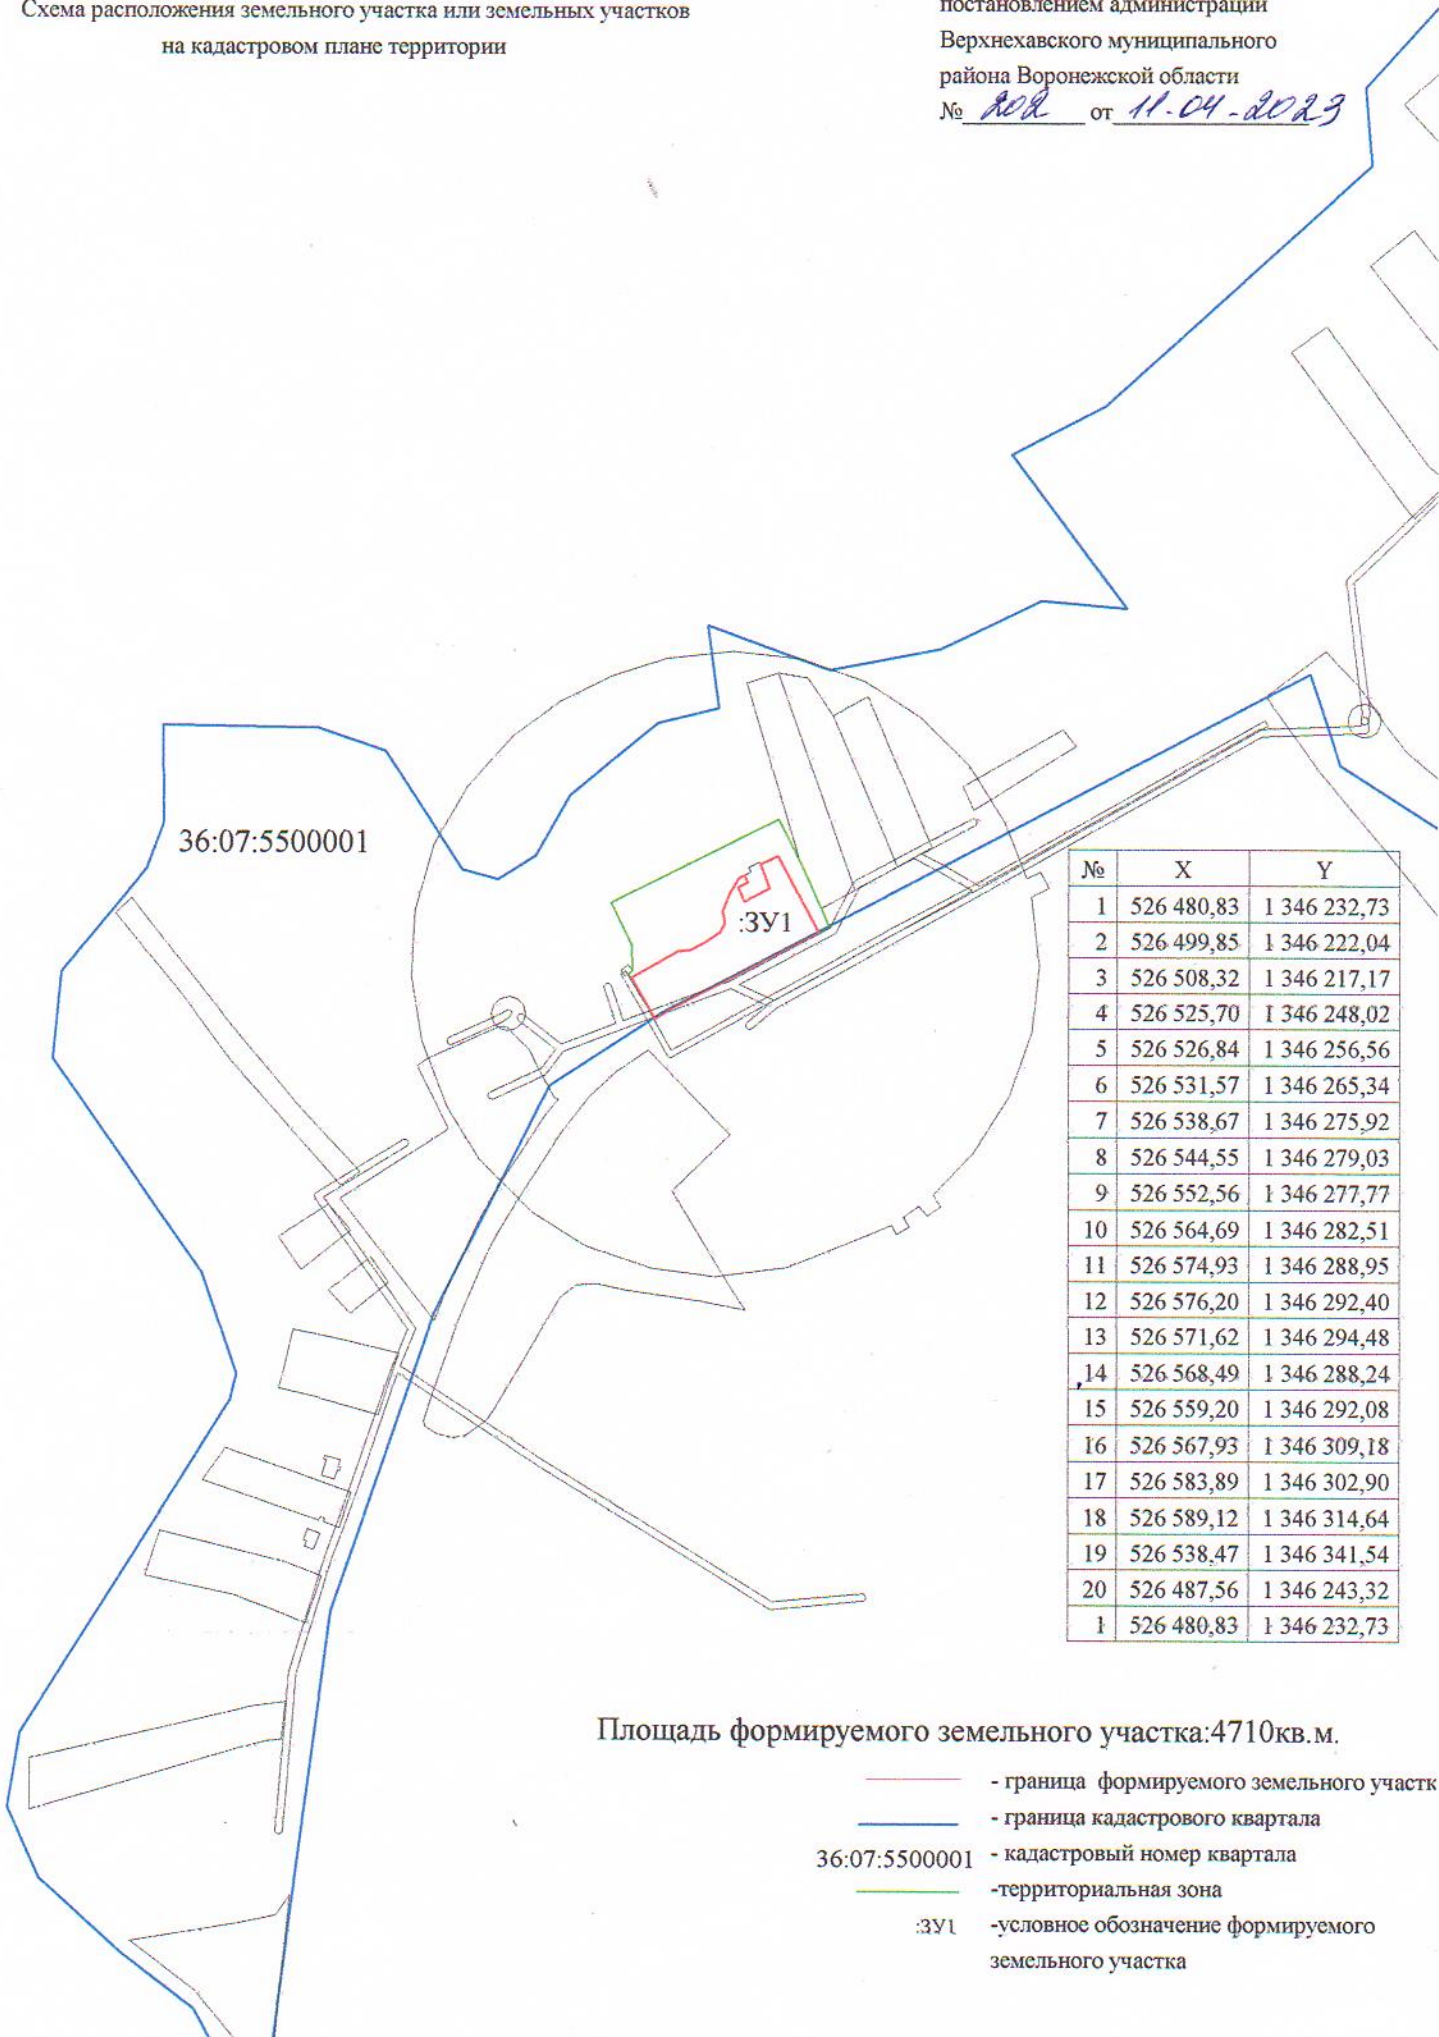 Схема расположения земельного участка или земельных участков
на кадастровом плане территории
постановлением администрации
Верхнехавского муниципального
района Воронежской области
№ 202 от 11-04-2023
36:07:5500001
:ЗУ1
№ X Y
1 526 480,83 1 346 232,73
2 526 499,85 1 346 222,04
3 526 508,32 1 346 217,17
4 526 525,70 1 346 248,02
5 526 526,84 1 346 256,56
6 526 531,57 1 346 265,34
7 526 538,67 1 346 275,92
8 526 544,55 1 346 279,03
9 526 552,56 1 346 277,77
10 526 564,69 1 346 282,51
11 526 574,93 1 346 288,95
12 526 576,20 1 346 292,40
13 526 571,62 1 346 294,48
14 526 568,49 1 346 288,24
15 526 559,20 1 346 292,08
16 526 567,93 1 346 309,18
17 526 583,89 1 346 302,90
18 526 589,12 1 346 314,64
19 526 538,47 1 346 341,54
20 526 487,56 1 346 243,32
1 526 480,83 1 346 232,73
Площадь формируемого земельного участка:4710кв.м.
- граница формируемого земельного участк
- граница кадастрового квартала
36:07:5500001 - кадастровый номер квартала
-территориальная зона
:ЗУ1 -условное обозначение формируемого
земельного участка